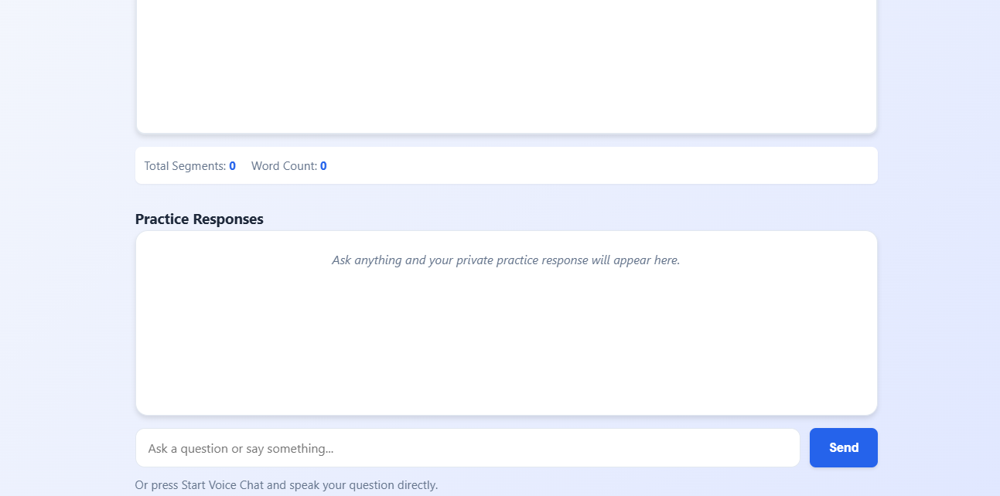 Total Segments: 0 Word Count: 0
Practice Responses
Ask anything and your private practice response will appear here.
Ask a question or say something...
Send
Or press Start Voice Chat and speak your question directly.